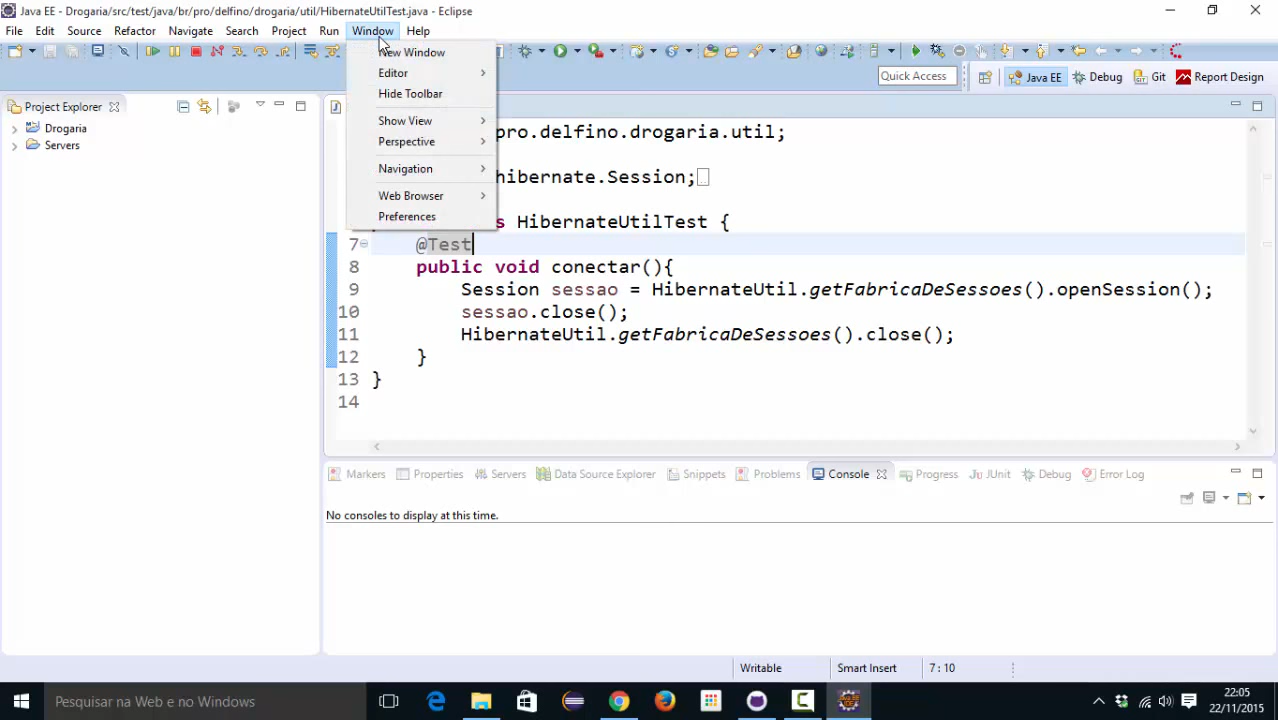 Java EE - Drogaria/src/test/java/br/pro/delfino/drogaria/util/HibernateUtilTest.java - Eclipse
File Edit Source Refactor Navigate Search Project Run Window Help
New Window
Editor
Hide Toolbar
Show View
Perspective
Navigation
Web Browser
Preferences
Quick Access
Java EE
Debug
Git
Report Design
Project Explorer
Drogaria
Servers
pro.delfino.drogaria.util;
hibernate.Session;
s HibernateUtilTest {
7 @Test
8 public void conectar(){
9 Session sessao = HibernateUtil.getFabricaDeSessoes().openSession();
10 sessao.close();
11 HibernateUtil.getFabricaDeSessoes().close();
12 }
13 }
14
Markers Properties Servers Data Source Explorer Snippets Problems Console Progress JUnit Debug Error Log
No consoles to display at this time.
Writable Smart Insert 7 : 10
Pesquisar na Web e no Windows
22:05
22/11/2015